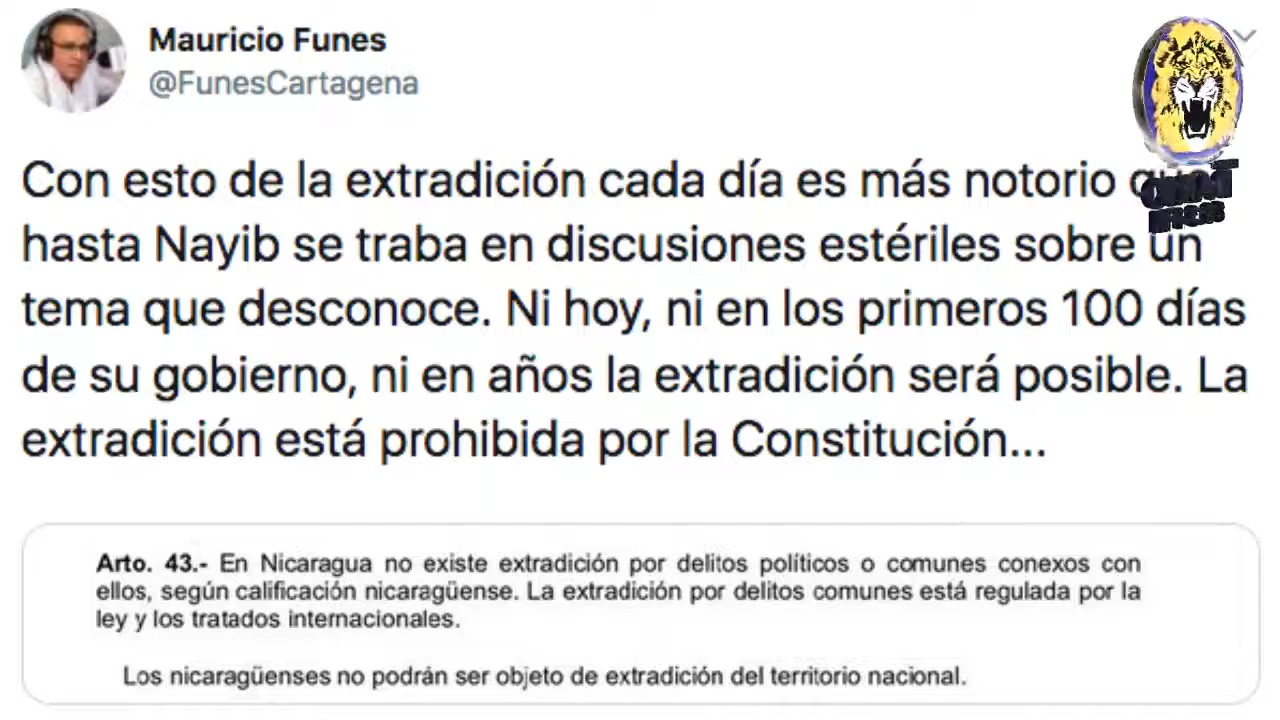 Mauricio Funes
@FunesCartagena
Con esto de la extradición cada día es más notorio que
hasta Nayib se traba en discusiones estériles sobre un
tema que desconoce. Ni hoy, ni en los primeros 100 días
de su gobierno, ni en años la extradición será posible. La
extradición está prohibida por la Constitución...
Arto. 43.- En Nicaragua no existe extradición por delitos políticos o comunes conexos con
ellos, según calificación nicaragüense. La extradición por delitos comunes está regulada por la
ley y los tratados internacionales.
Los nicaragüenses no podrán ser objeto de extradición del territorio nacional.